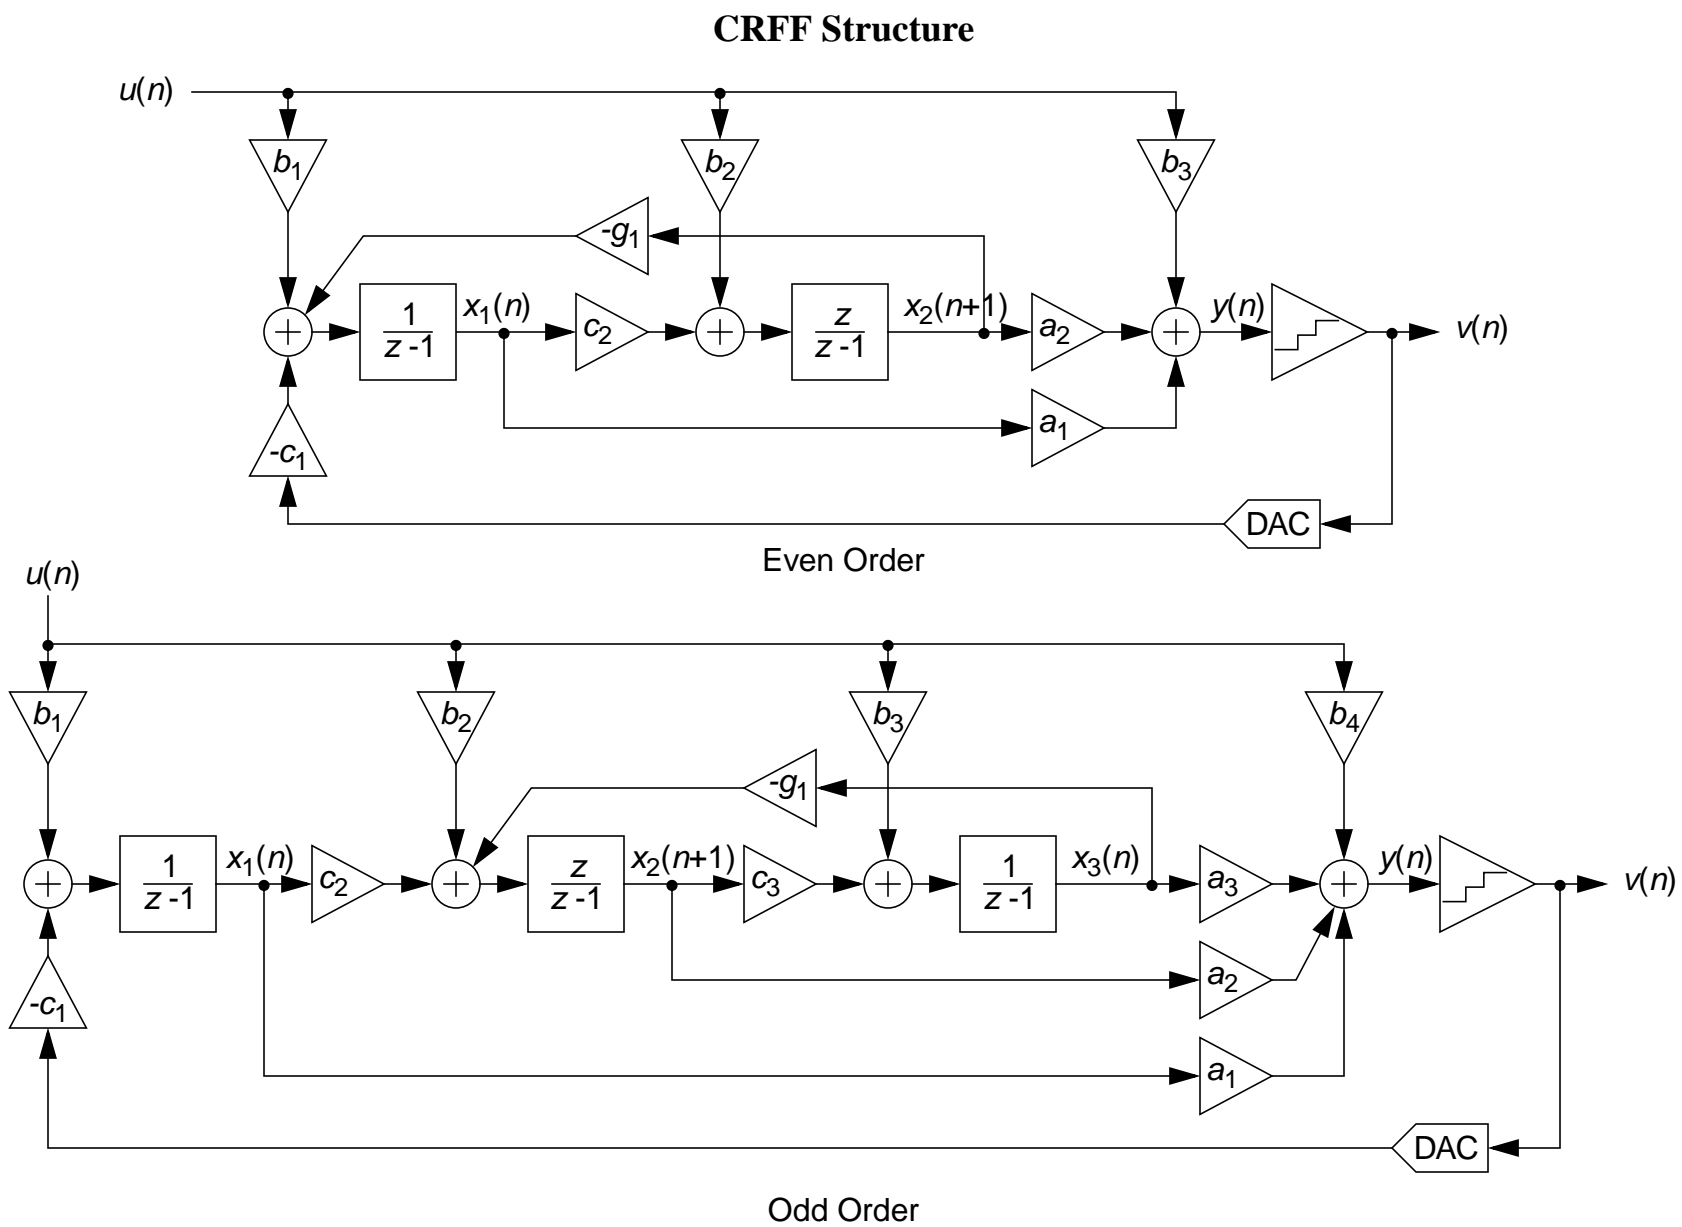 CRFF Structure
u(n)
b1 b2 b3
-g1
1/(z -1) x1(n) c2 z/(z -1) x2(n+1) a2 y(n) v(n)
a1
-c1
DAC
Even Order
u(n)
b1 b2 b3 b4
-g1
1/(z -1) x1(n) c2 z/(z -1) x2(n+1) c3 1/(z -1) x3(n) a3 y(n) v(n)
a2
-c1
a1
DAC
Odd Order